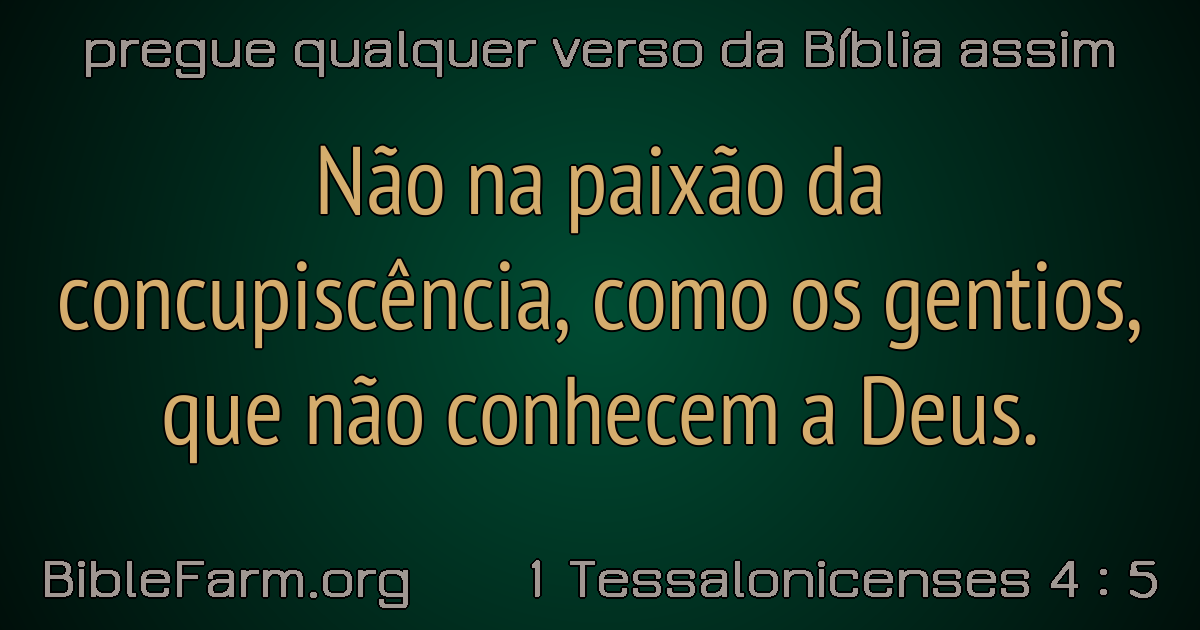 pregue qualquer verso da Bíblia assim
Não na paixão da
concupiscência, como os gentios,
que não conhecem a Deus.
BibleFarm.org 1 Tessalonicenses 4 : 5